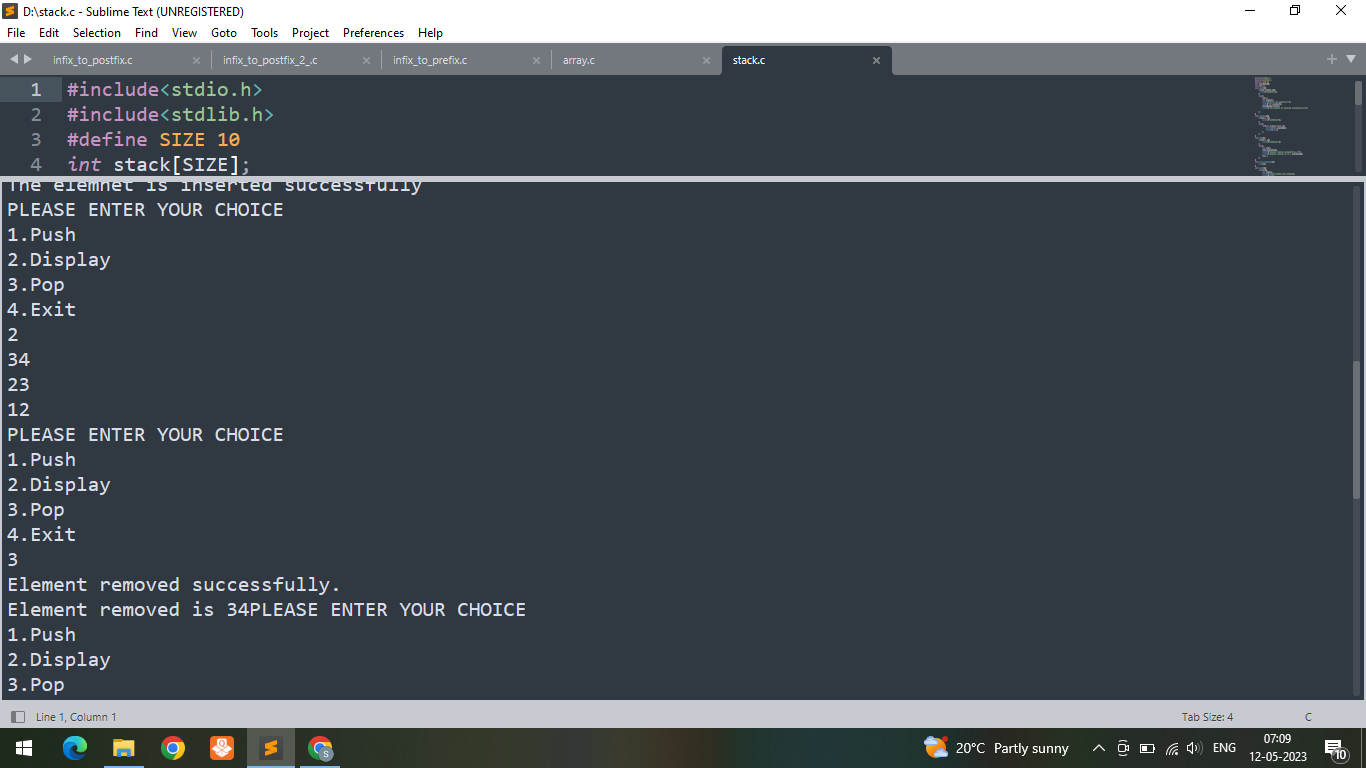 D:\stack.c - Sublime Text (UNREGISTERED)
File Edit Selection Find View Goto Tools Project Preferences Help
infix_to_postfix.c × infix_to_postfix_2_.c × infix_to_prefix.c × array.c × stack.c ×
1 #include<stdio.h>
2 #include<stdlib.h>
3 #define SIZE 10
4 int stack[SIZE];
The elemnet is inserted successfully
PLEASE ENTER YOUR CHOICE
1.Push
2.Display
3.Pop
4.Exit
2
34
23
12
PLEASE ENTER YOUR CHOICE
1.Push
2.Display
3.Pop
4.Exit
3
Element removed successfully.
Element removed is 34PLEASE ENTER YOUR CHOICE
1.Push
2.Display
3.Pop
Line 1, Column 1 Tab Size: 4 C
20°C Partly sunny ENG 07:09
12-05-2023 10